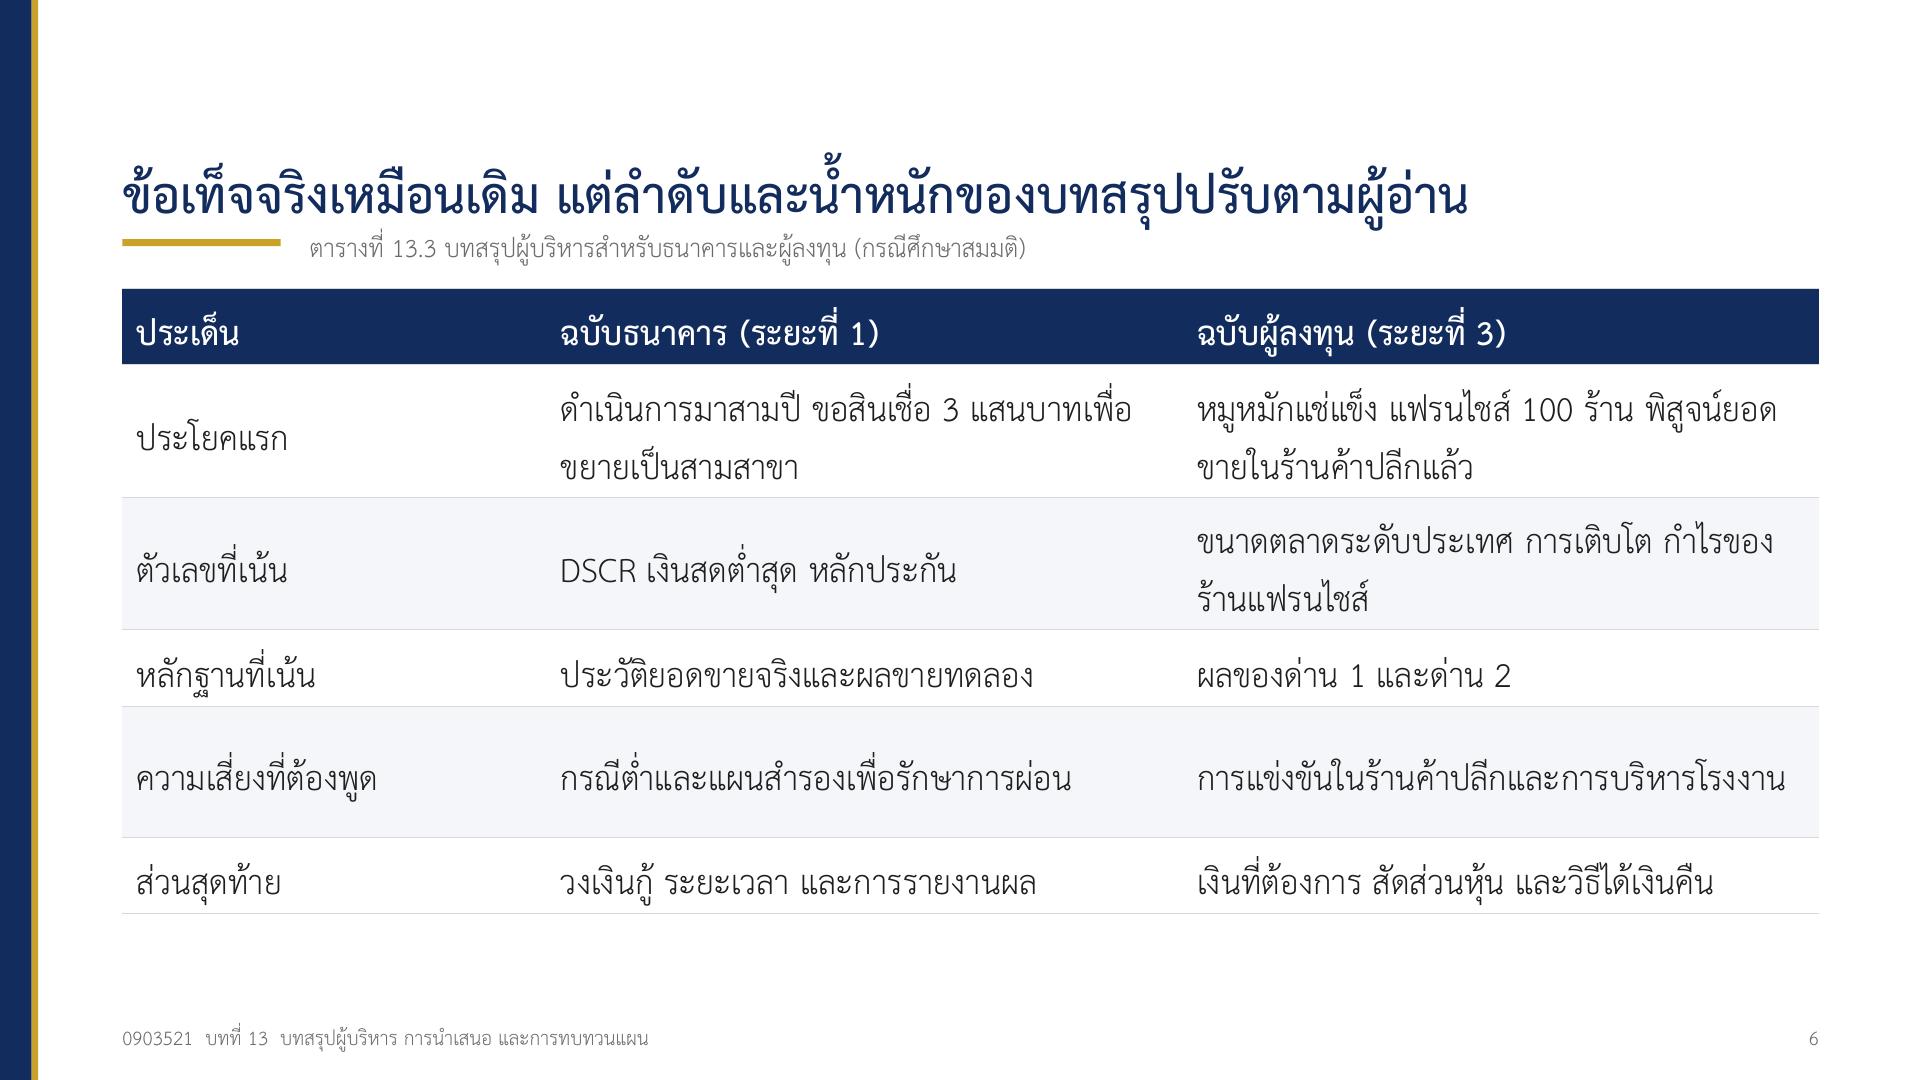 ข้อเท็จจริงเหมือนเดิม แต่ลำดับและน้ำหนักของบทสรุปปรับตามผู้อ่าน
ตารางที่ 13.3 บทสรุปผู้บริหารสำหรับธนาคารและผู้ลงทุน (กรณีศึกษาสมมติ)
ประเด็น
ฉบับธนาคาร (ระยะที่ 1)
ฉบับผู้ลงทุน (ระยะที่ 3)
ประโยคแรก
ดำเนินการมาสามปี ขอสินเชื่อ 3 แสนบาทเพื่อ
ขยายเป็นสามสาขา
หมูหมักแช่แข็ง แฟรนไชส์ 100 ร้าน พิสูจน์ยอด
ขายในร้านค้าปลีกแล้ว
ตัวเลขที่เน้น
DSCR เงินสดต่ำสุด หลักประกัน
ขนาดตลาดระดับประเทศ การเติบโต กำไรของ
ร้านแฟรนไชส์
หลักฐานที่เน้น
ประวัติยอดขายจริงและผลขายทดลอง
ผลของด่าน 1 และด่าน 2
ความเสี่ยงที่ต้องพูด
กรณีต่ำและแผนสำรองเพื่อรักษาการผ่อน
การแข่งขันในร้านค้าปลีกและการบริหารโรงงาน
ส่วนสุดท้าย
วงเงินกู้ ระยะเวลา และการรายงานผล
เงินที่ต้องการ สัดส่วนหุ้น และวิธีได้เงินคืน
0903521 บทที่ 13 บทสรุปผู้บริหาร การนำเสนอ และการทบทวนแผน
6